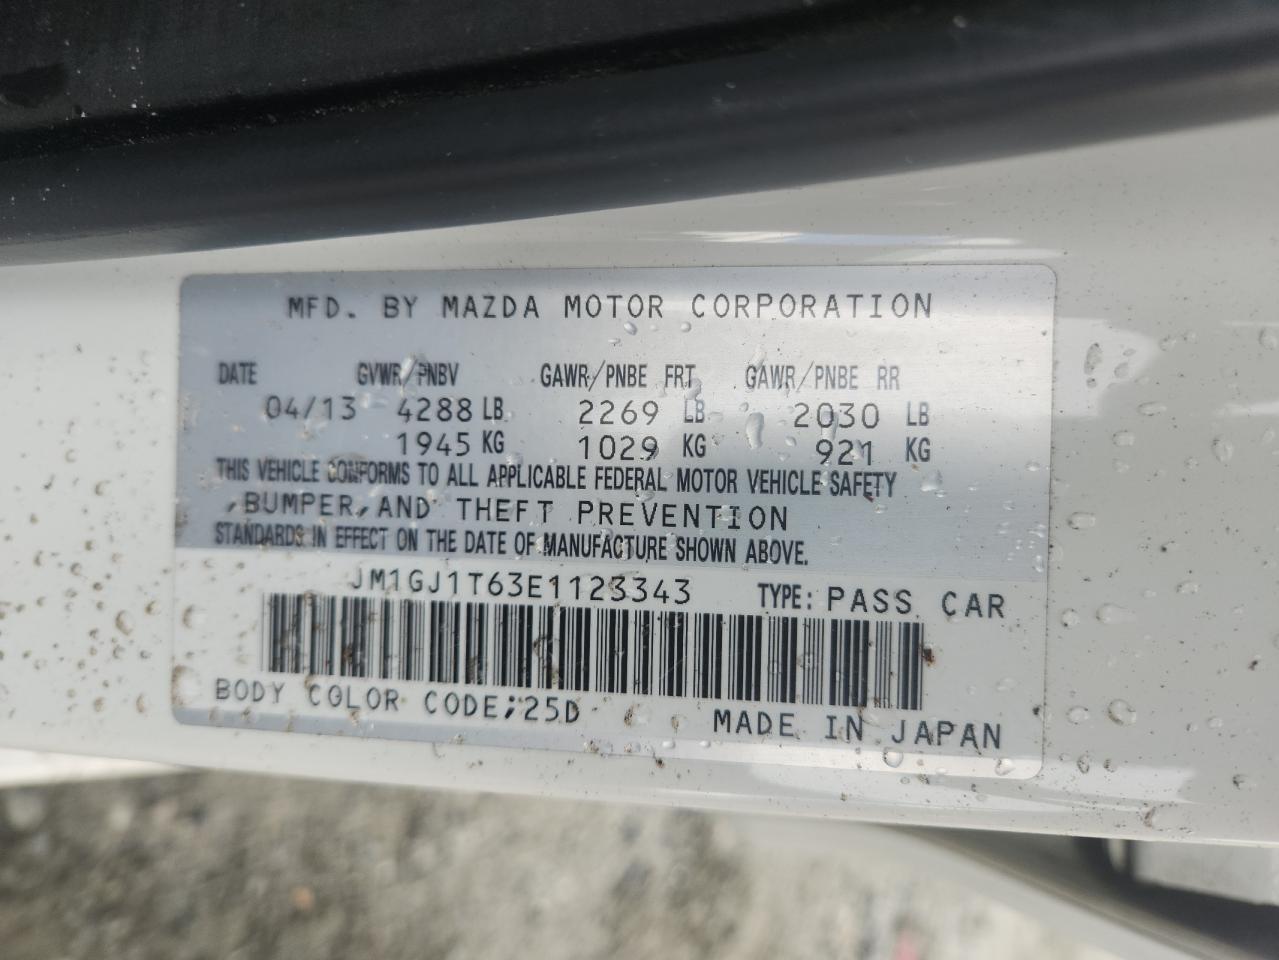 MFD. BY MAZDA MOTOR CORPORATION
DATE GVWR/PNBV GAWR/PNBE FRT GAWR/PNBE RR
04/13 4288 LB 2269 LB 2030 LB
1945 KG 1029 KG 921 KG
THIS VEHICLE CONFORMS TO ALL APPLICABLE FEDERAL MOTOR VEHICLE SAFETY
,BUMPER,AND THEFT PREVENTION
STANDARDS IN EFFECT ON THE DATE OF MANUFACTURE SHOWN ABOVE.
JM1GJ1T63E1123343 TYPE: PASS CAR
BODY COLOR CODE;25D MADE IN JAPAN